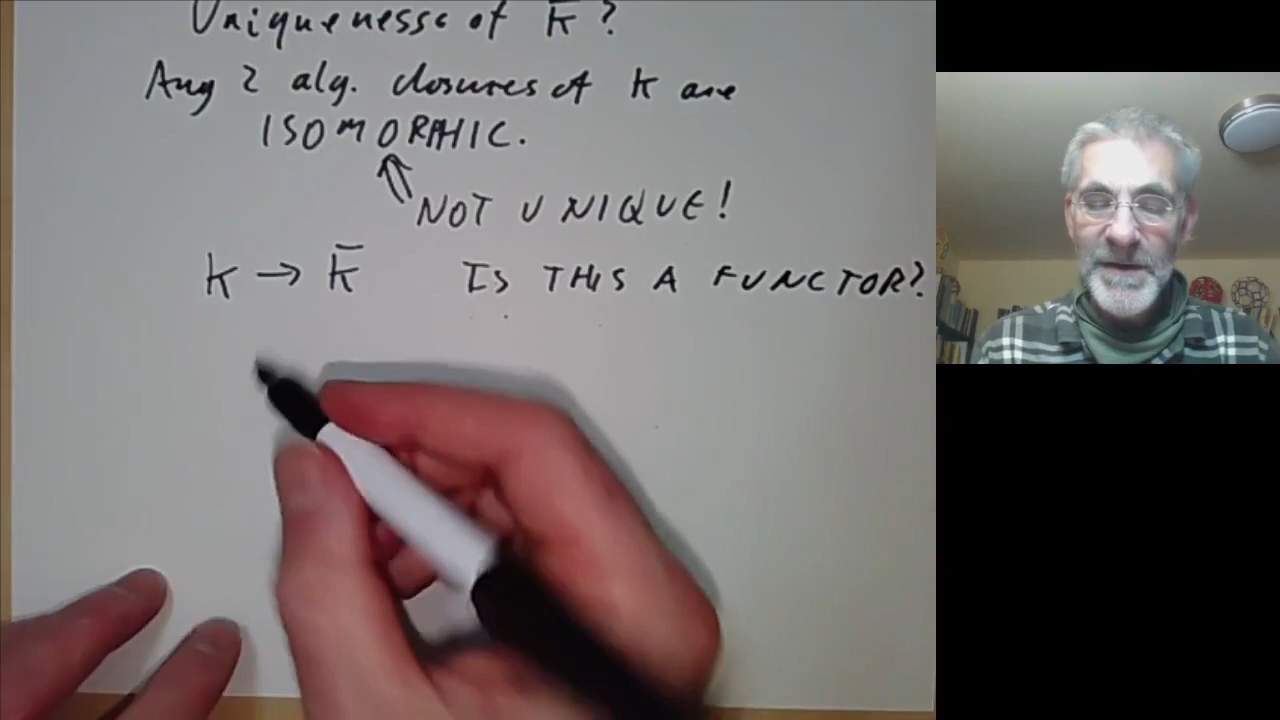 Uniquenesse of k̄?
Any 2 alg. closures of k are
ISOMORPHIC.
NOT UNIQUE!
k → k̄ IS THIS A FUNCTOR?